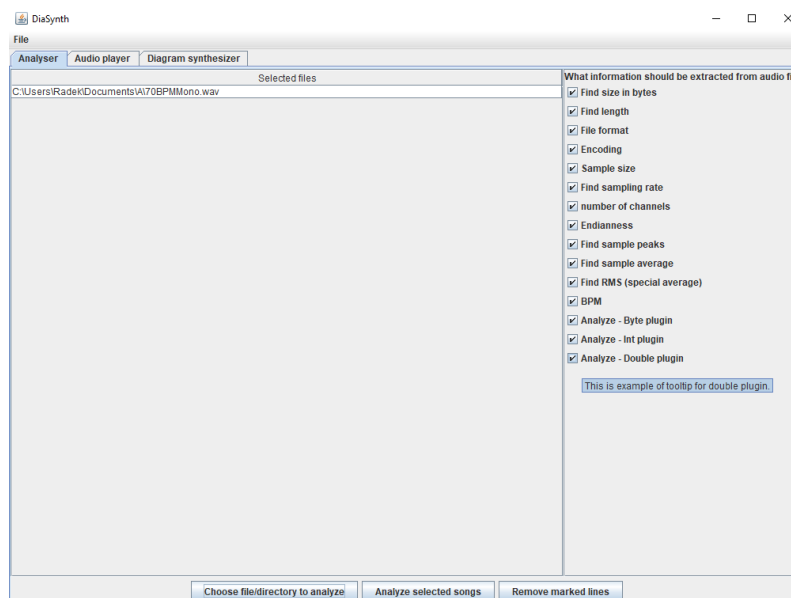 DiaSynth
File
Analyser Audio player Diagram synthesizer
Selected files
C:\Users\Radek\Documents\A\70BPMMono.wav
What information should be extracted from audio fi
Find size in bytes
Find length
File format
Encoding
Sample size
Find sampling rate
number of channels
Endianness
Find sample peaks
Find sample average
Find RMS (special average)
BPM
Analyze - Byte plugin
Analyze - Int plugin
Analyze - Double plugin
This is example of tooltip for double plugin.
Choose file/directory to analyze Analyze selected songs Remove marked lines